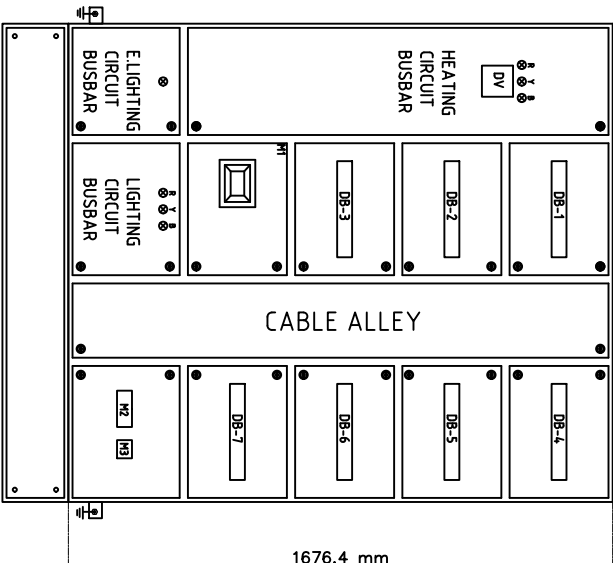 E.LIGHTING
CIRCUIT
BUSBAR
HEATING
CIRCUIT
BUSBAR
DV
R Y B
LIGHTING
CIRCUIT
BUSBAR
R Y B
M1
DB-3
DB-2
DB-1
CABLE ALLEY
M2
M3
DB-7
DB-6
DB-5
DB-4
1676.4 mm